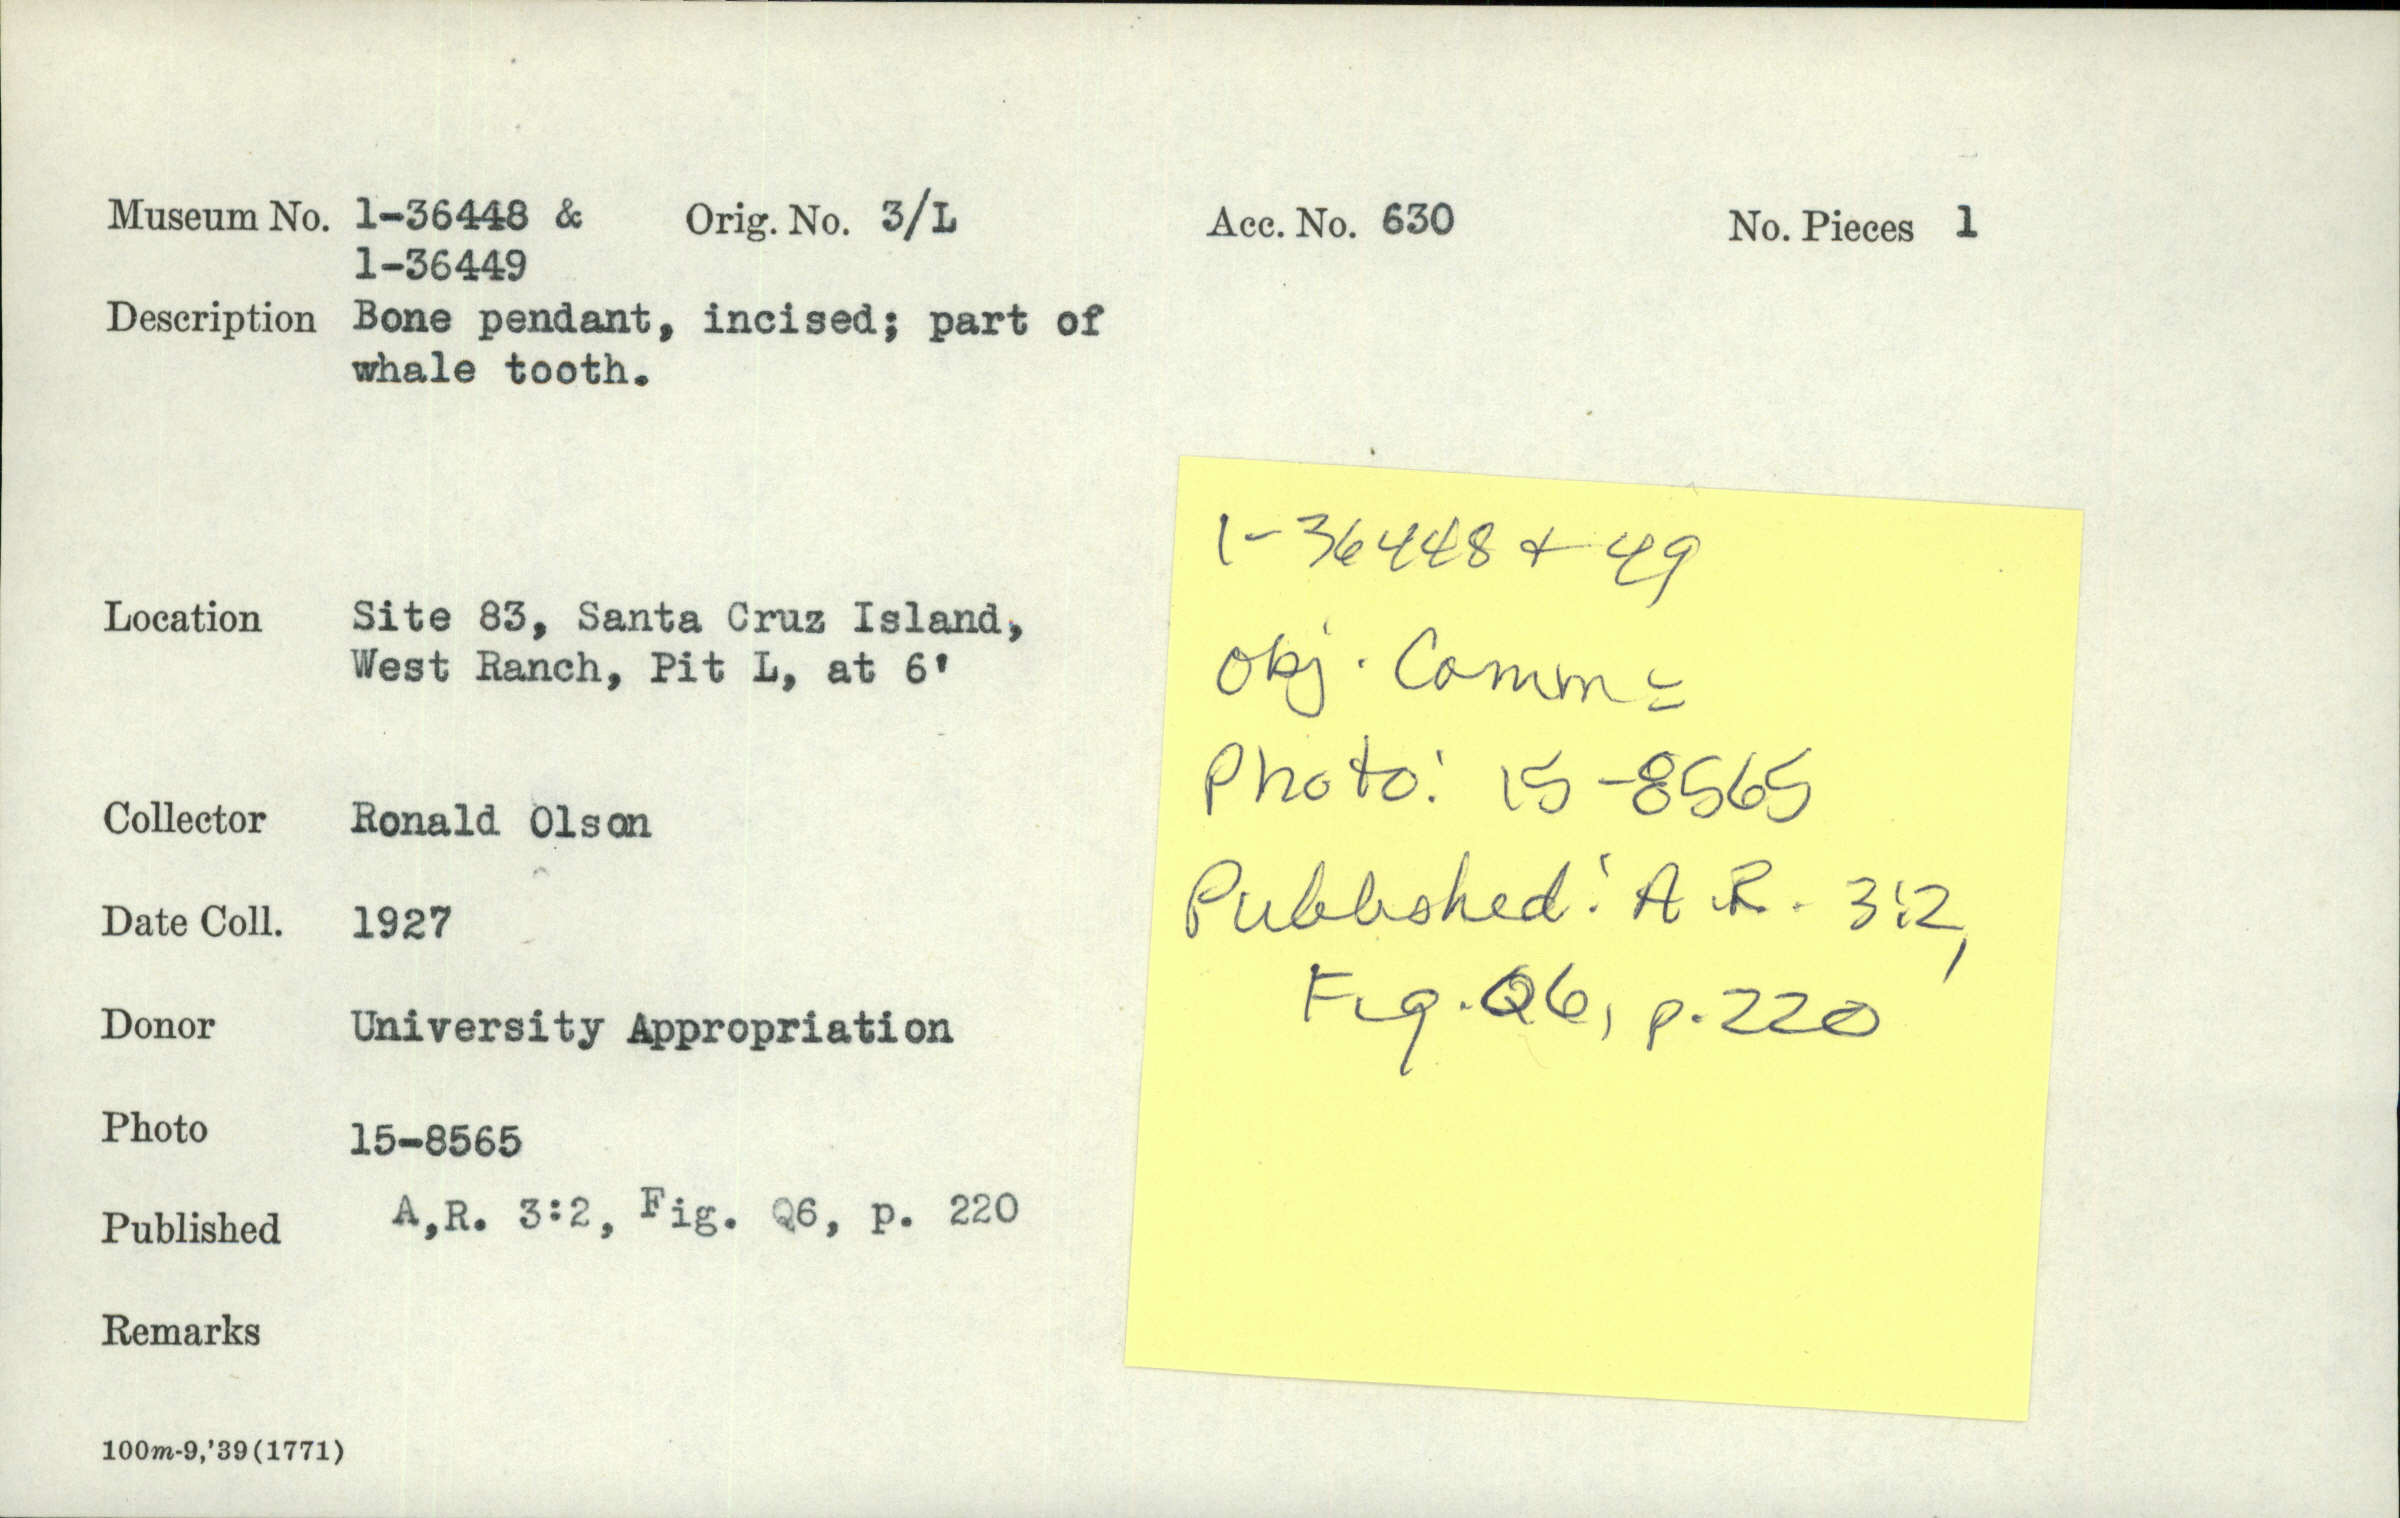 Museum No. 1-36448 & Orig. No. 3/L Acc. No. 630 No. Pieces 1
1-36449
Description Bone pendant, incised; part of
whale tooth.
Location Site 83, Santa Cruz Island,
West Ranch, Pit L, at 6'
Collector Ronald Olson
Date Coll. 1927
Donor University Appropriation
Photo 15-8565
Published A,R. 3:2, Fig. Q6, p. 220
Remarks
100m-9,'39(1771)
1-36448 + 49
Obj. Comm =
Photo: 15-8565
Published: A.R. 3:2,
Fig. Q6, p. 220